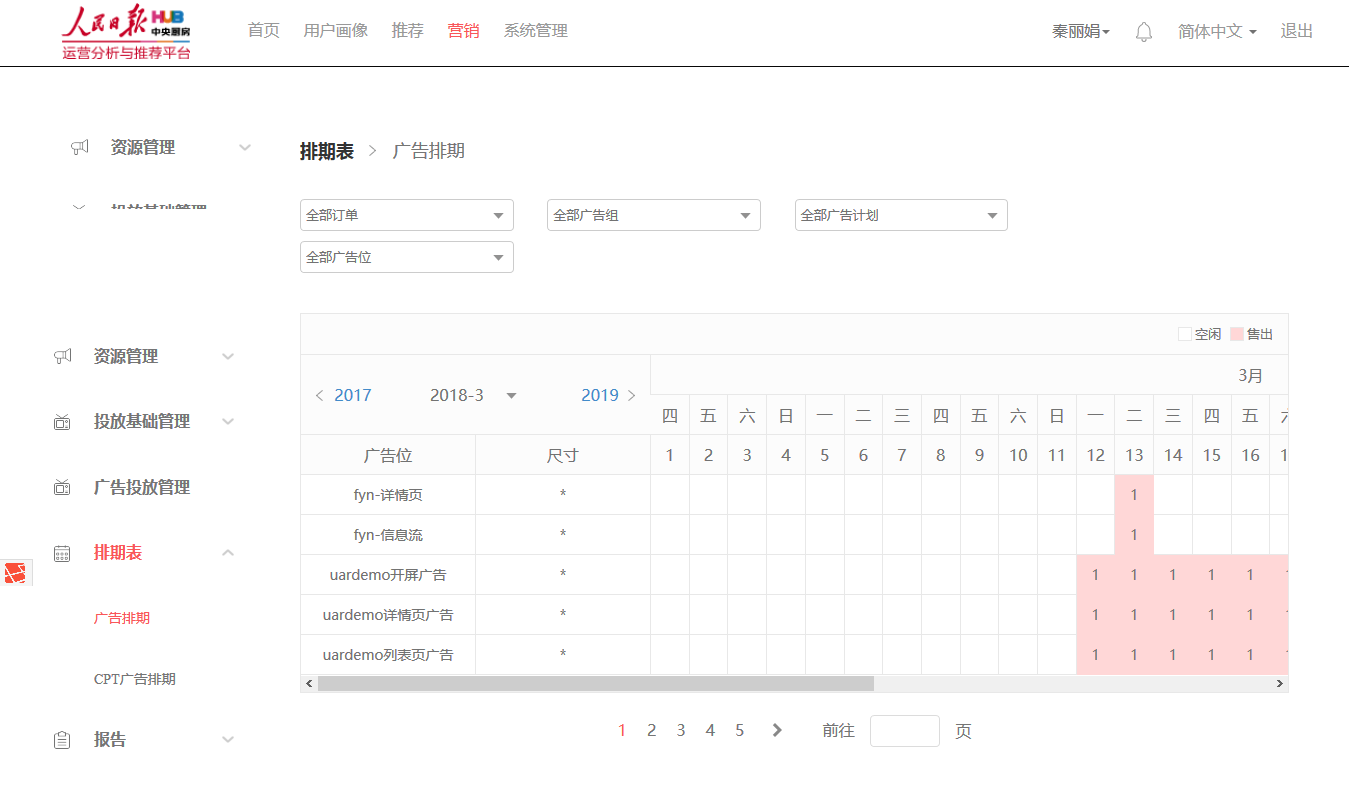 人民日报 HUB 中央厨房
运营分析与推荐平台
首页 用户画像 推荐 营销 系统管理 秦丽娟 简体中文 退出
资源管理
排期表 > 广告排期
投放基础管理
全部订单 全部广告组 全部广告计划
全部广告位
空闲 售出
资源管理
3月
< 2017 2018-3 2019 >
四 五 六 日 一 二 三 四 五 六 日 一 二 三 四 五
投放基础管理
广告位 尺寸 1 2 3 4 5 6 7 8 9 10 11 12 13 14 15 16
广告投放管理
fyn-详情页 * 1
fyn-信息流 * 1
排期表
uardemo开屏广告 * 1 1 1 1 1
uardemo详情页广告 * 1 1 1 1 1
广告排期
uardemo列表页广告 * 1 1 1 1 1
CPT广告排期
1 2 3 4 5 > 前往 页
报告